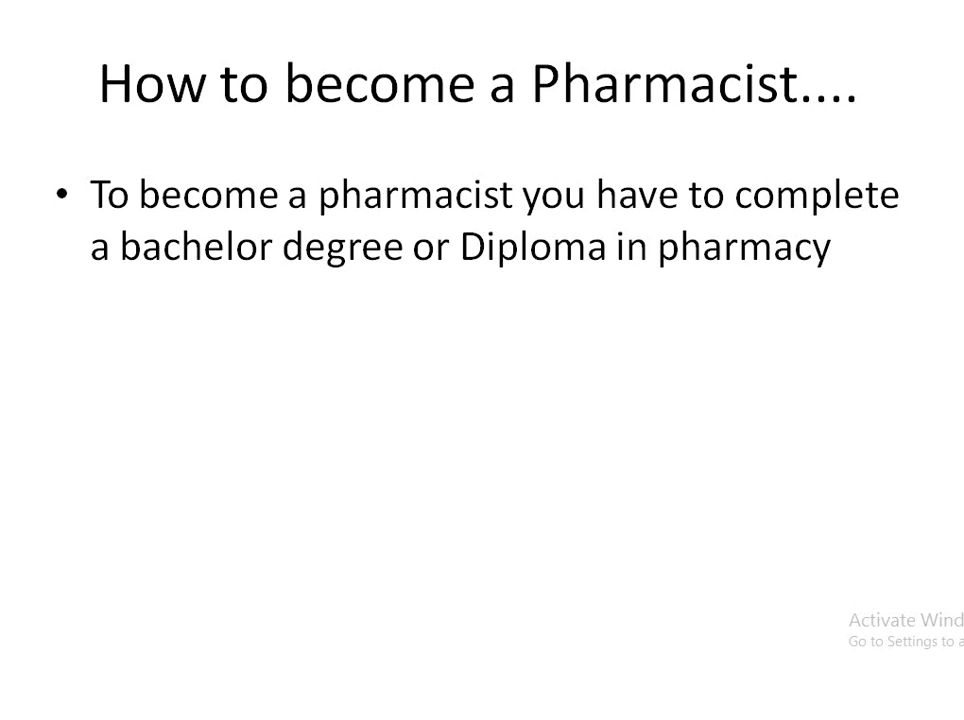 How to become a Pharmacist....
• To become a pharmacist you have to complete
a bachelor degree or Diploma in pharmacy
Activate Wind
Go to Settings to a